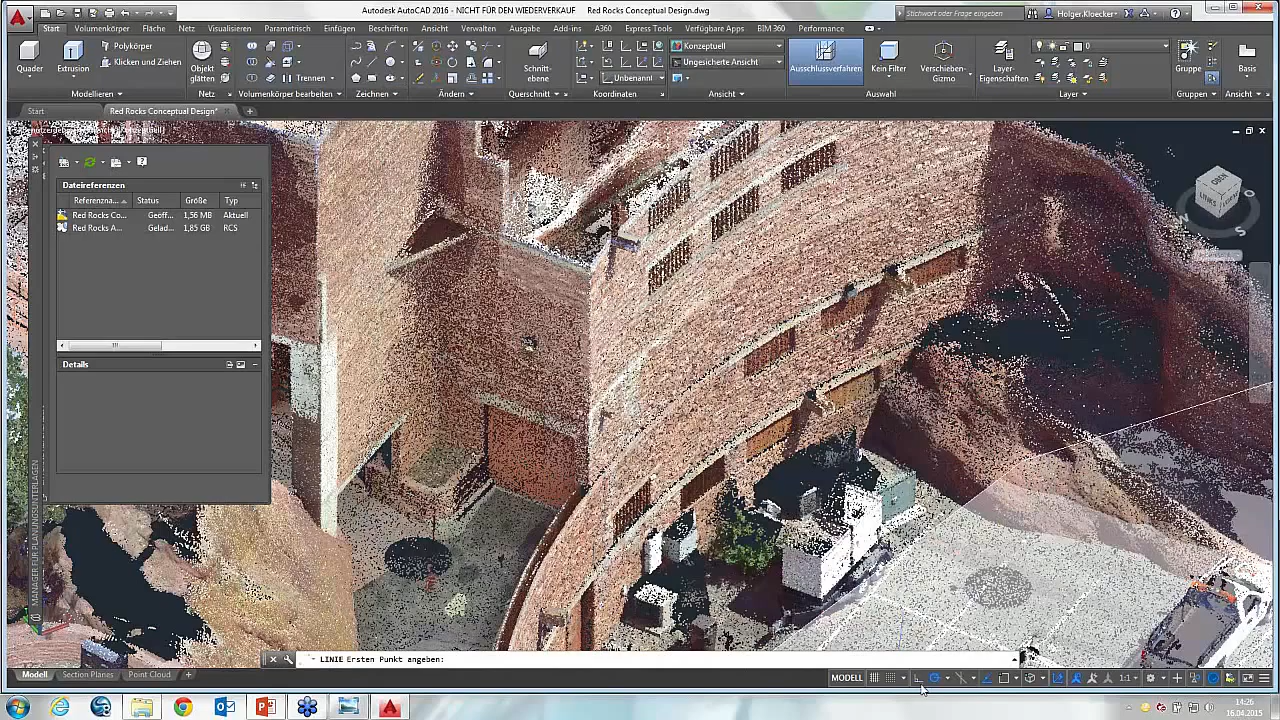 Autodesk AutoCAD 2016 - NICHT FÜR DEN WIEDERVERKAUF Red Rocks Conceptual Design.dwg
Stichwort oder Frage eingeben
Holger.Kloecker
Start Volumenkörper Fläche Netz Visualisieren Parametrisch Einfügen Beschriften Ansicht Verwalten Ausgabe Add-ins A360 Express Tools Verfügbare Apps BIM 360 Performance
Quader
Extrusion
Polykörper
Klicken und Ziehen
Objekt glätten
Trennen
Schnitt-ebene
Unbenannt
Konzeptuell
Ungesicherte Ansicht
Ausschlussverfahren
Kein Filter
Verschieben-Gizmo
Layer Eigenschaften
0
Gruppe
Basis
Modellieren
Netz
Volumenkörper bearbeiten
Zeichnen
Ändern
Querschnitt
Koordinaten
Ansicht
Auswahl
Layer
Gruppen
Ansicht
Start
Red Rocks Conceptual Design*
Dateireferenzen
Referenzna... Status Größe Typ
Red Rocks Co... Geoff... 1,56 MB Aktuell
Red Rocks A... Gelad... 1,85 GB RCS
Details
MANAGER FÜR PLANUNGSUNTERLAGEN
W
S
LINIE Ersten Punkt angeben:
Modell Section Planes Point Cloud
MODELL
1:1
14:26
16.04.2015